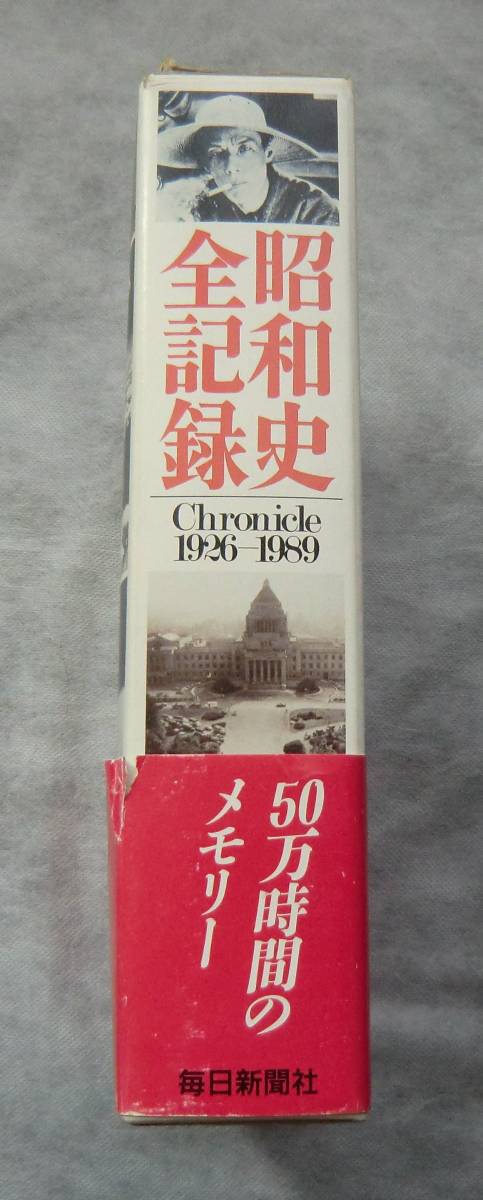 昭和史
全記録
Chronicle
1926—1989
50万時間の
メモリー
毎日新聞社